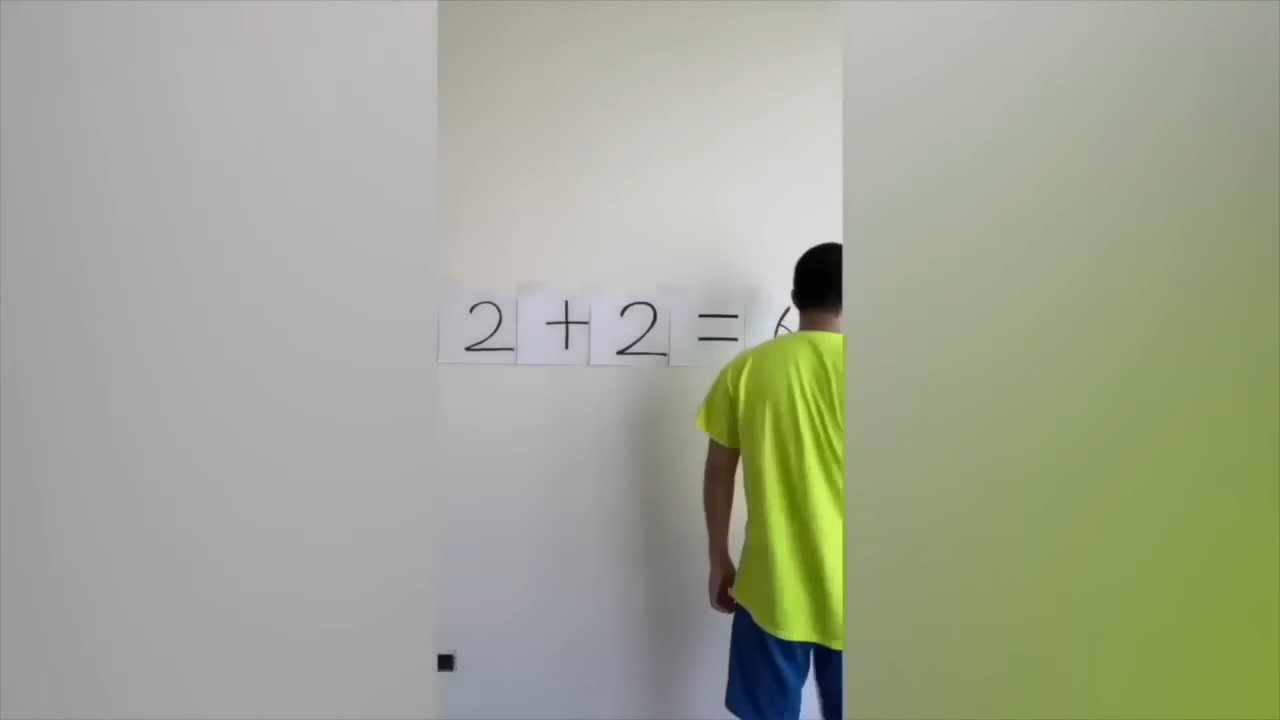 2 + 2 =